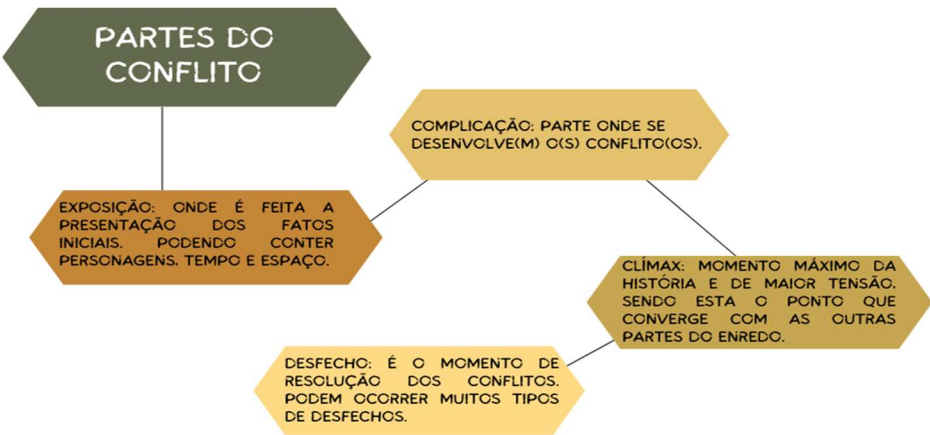 PARTES DO
CONFLITO
COMPLICAÇÃO: PARTE ONDE SE
DESENVOLVE(M) O(S) CONFLITO(OS).
EXPOSIÇÃO: ONDE É FEITA A
PRESENTAÇÃO DOS FATOS
INICIAIS. PODENDO CONTER
PERSONAGENS, TEMPO E ESPAÇO.
CLÍMAX: MOMENTO MÁXIMO DA
HISTÓRIA E DE MAIOR TENSÃO.
SENDO ESTA O PONTO QUE
CONVERGE COM AS OUTRAS
PARTES DO ENREDO.
DESFECHO: É O MOMENTO DE
RESOLUÇÃO DOS CONFLITOS.
PODEM OCORRER MUITOS TIPOS
DE DESFECHOS.